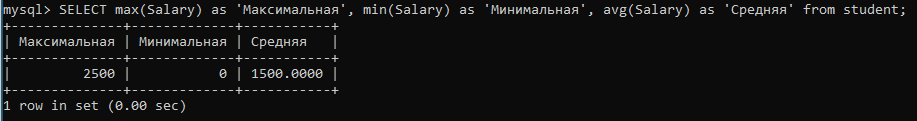 mysql> SELECT max(Salary) as 'Максимальная', min(Salary) as 'Минимальная', avg(Salary) as 'Средняя' from student;
+--------------+-------------+-----------+
| Максимальная | Минимальная | Средняя   |
+--------------+-------------+-----------+
|         2500 |           0 | 1500.0000 |
+--------------+-------------+-----------+
1 row in set (0.00 sec)